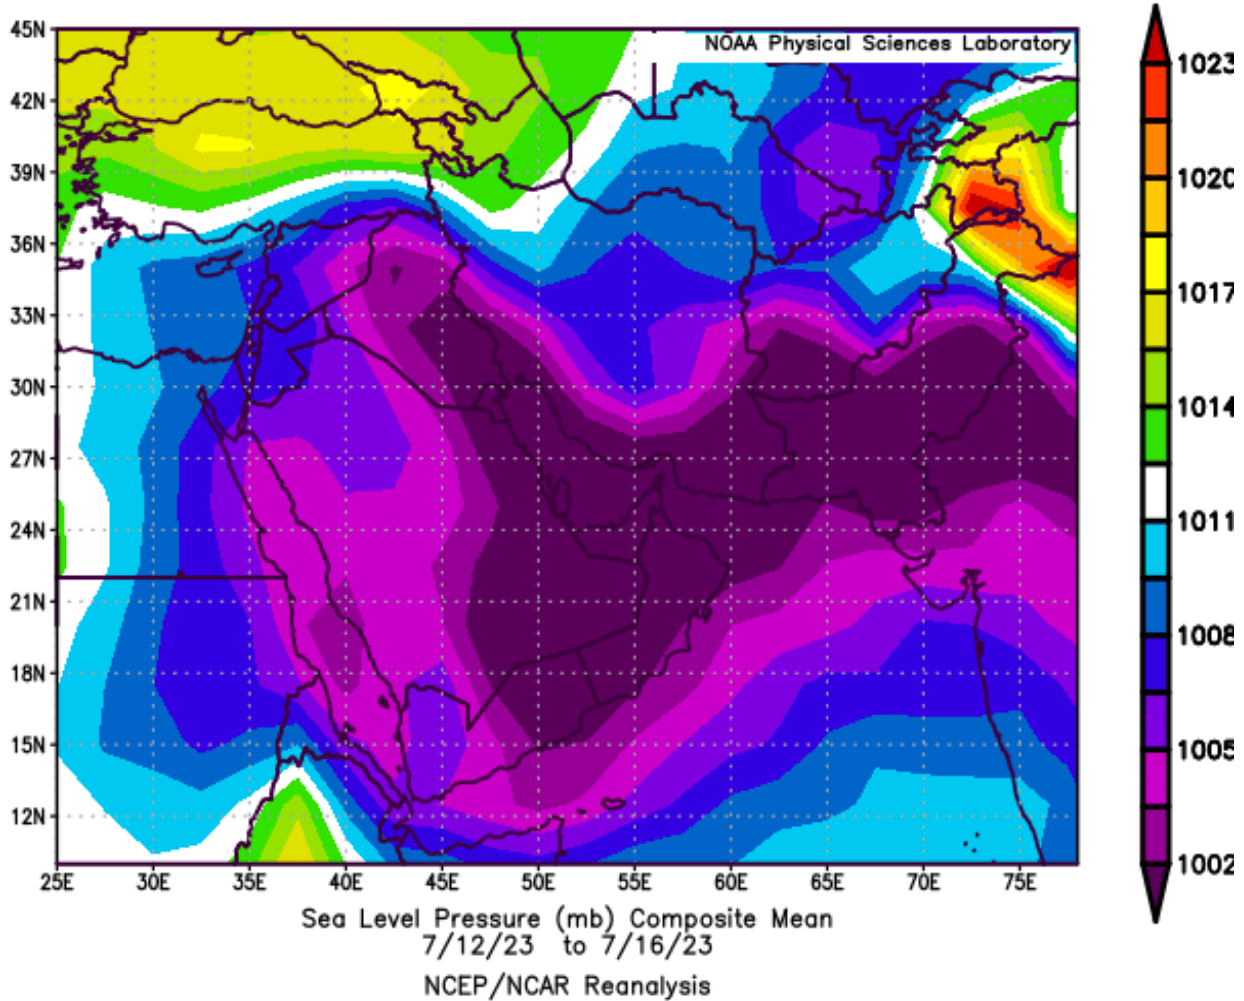 45N
NOAA Physical Sciences Laboratory
42N
39N
36N
33N
30N
27N
24N
21N
18N
15N
12N
25E 30E 35E 40E 45E 50E 55E 60E 65E 70E 75E
1023
1020
1017
1014
1011
1008
1005
1002
Sea Level Pressure (mb) Composite Mean
7/12/23 to 7/16/23
NCEP/NCAR Reanalysis